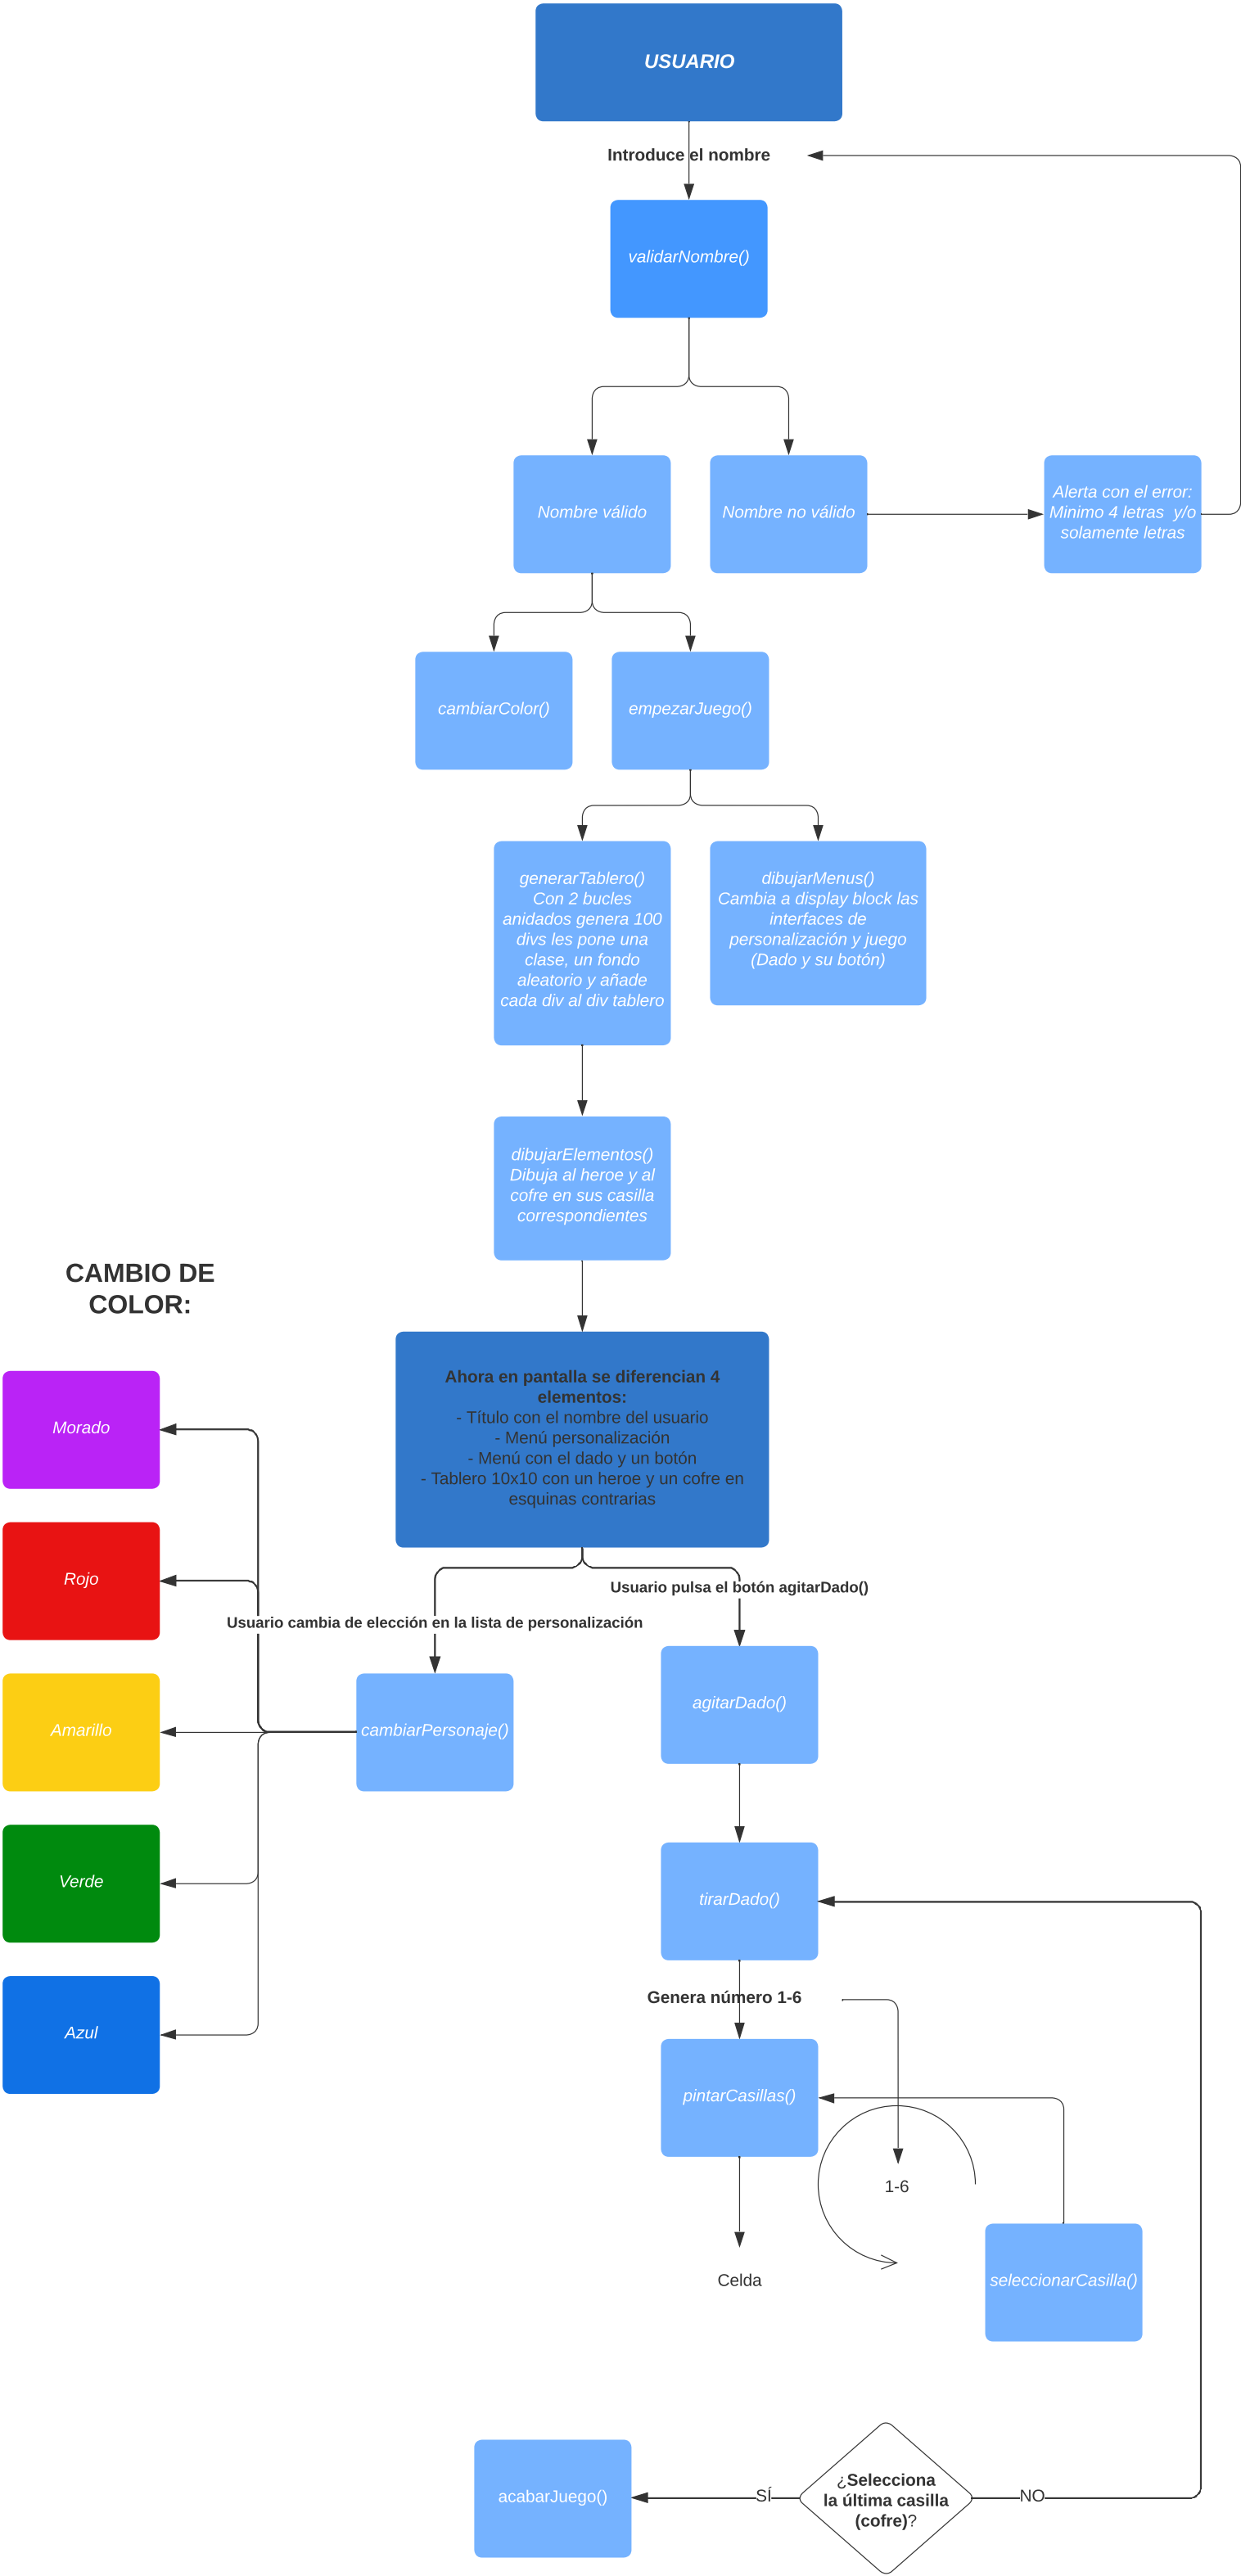 USUARIO
Introduce el nombre
validarNombre()
Nombre válido
Nombre no válido
Alerta con el error:
Minimo 4 letras  y/o
solamente letras
cambiarColor()
empezarJuego()
generarTablero()
Con 2 bucles
anidados genera 100
divs les pone una
clase, un fondo
aleatorio y añade
cada div al div tablero
dibujarMenus()
Cambia a display block las
interfaces de
personalización y juego
(Dado y su botón)
dibujarElementos()
Dibuja al heroe y al
cofre en sus casilla
correspondientes
CAMBIO DE
COLOR:
Ahora en pantalla se diferencian 4
elementos:
- Título con el nombre del usuario
- Menú personalización
- Menú con el dado y un botón
- Tablero 10x10 con un heroe y un cofre en
esquinas contrarias
Morado
Rojo
Amarillo
Verde
Azul
Usuario cambia de elección en la lista de personalización
Usuario pulsa el botón agitarDado()
cambiarPersonaje()
agitarDado()
tirarDado()
Genera número 1-6
pintarCasillas()
1-6
Celda
seleccionarCasilla()
acabarJuego()
SÍ
¿Selecciona
la última casilla
(cofre)?
NO